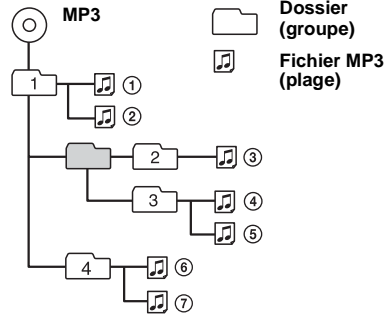 MP3
Dossier
(groupe)
Fichier MP3
(plage)
1
①
②
2
③
3
④
⑤
4
⑥
⑦